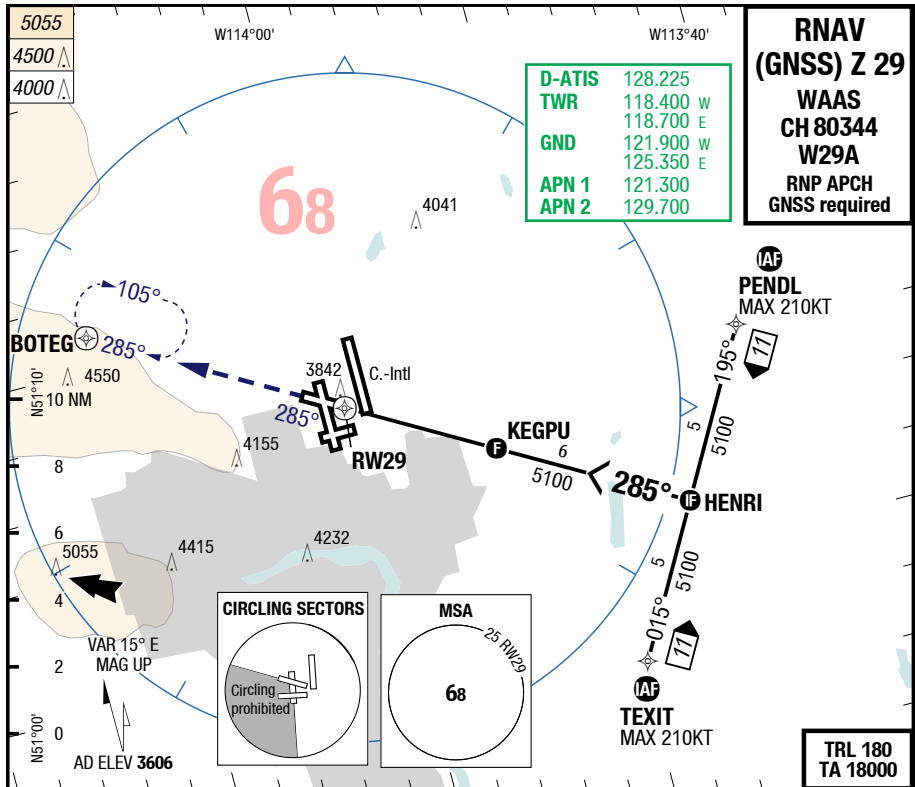 5055
4500
4000
W114°00'
W113°40'
RNAV
(GNSS) Z 29
WAAS
CH 80344
W29A
RNP APCH
GNSS required
D-ATIS 128.225
TWR 118.400 W
118.700 E
GND 121.900 W
125.350 E
APN 1 121.300
APN 2 129.700
68
4041
IAF
PENDL
MAX 210KT
11
195°
5
5100
105°
BOTEG
285°
4550
10 NM
N51°10'
3842
C.-Intl
285°
RW29
KEGPU
F
6
5100
285°
IF
HENRI
4155
8
6
5055
4415
4232
4
5
5100
015°
11
IAF
TEXIT
MAX 210KT
VAR 15° E
MAG UP
2
N51°00'
0
AD ELEV 3606
CIRCLING SECTORS
Circling
prohibited
MSA
25 RW29
68
TRL 180
TA 18000